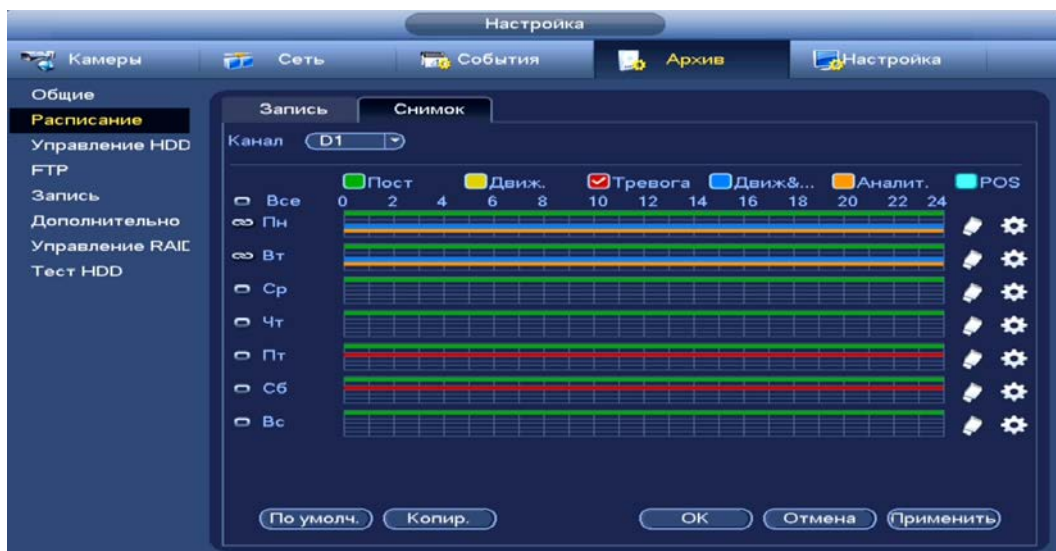 Настройка
Камеры Сеть События Архив Настройка
Общие
Расписание
Управление HDD
FTP
Запись
Дополнительно
Управление RAID
Тест HDD
Запись Снимок
Канал D1
Пост Движ. Тревога Движ&... Аналит. POS
Все 0 2 4 6 8 10 12 14 16 18 20 22 24
Пн
Вт
Ср
Чт
Пт
Сб
Вс
По умолч. Копир. OK Отмена Применить